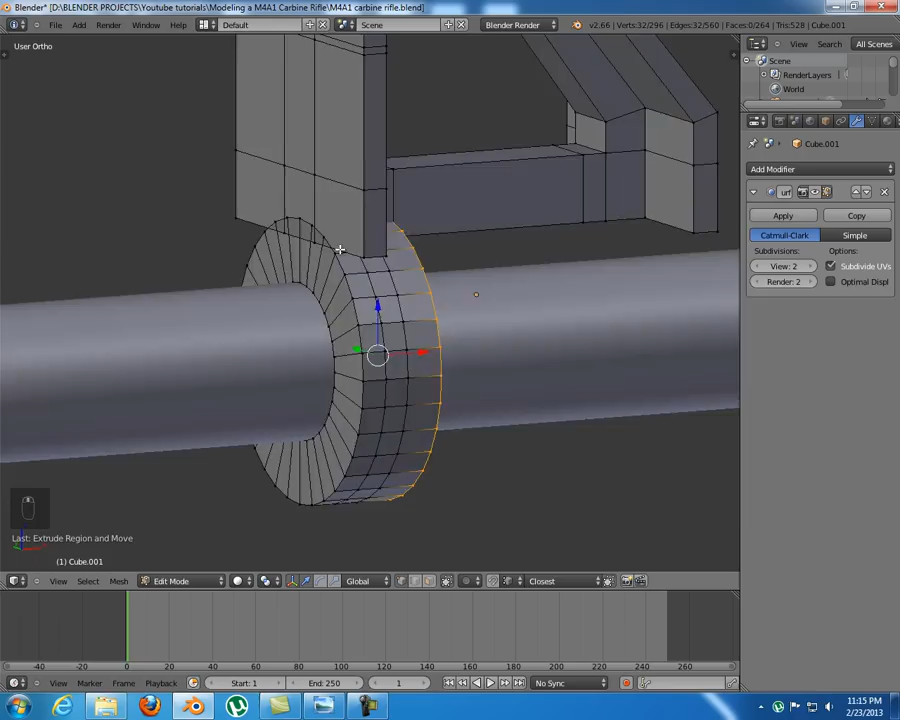 Blender* [D:\BLENDER PROJECTS\Youtube tutorials\Modeling a M4A1 Carbine Rifle\M4A1 carbine rifle.blend]
File Add Render Window Help Default Scene Blender Render v2.66 | Verts:32/296 | Edges:32/560 | Faces:0/264 | Tris:528 | Cube.001
User Ortho
View Search All Scenes
Scene
RenderLayers
World
Cube.001
Add Modifier
urf
Apply Copy
Catmull-Clark Simple
Subdivisions: Options:
View: 2 Subdivide UVs
Render: 2 Optimal Displ
Last: Extrude Region and Move
(1) Cube.001
View Select Mesh Edit Mode Global Closest
-40 -20 0 20 40 60 80 100 120 140 160 180 200 220 240 260
View Marker Frame Playback Start: 1 End: 250 1 No Sync
11:15 PM
2/23/2013